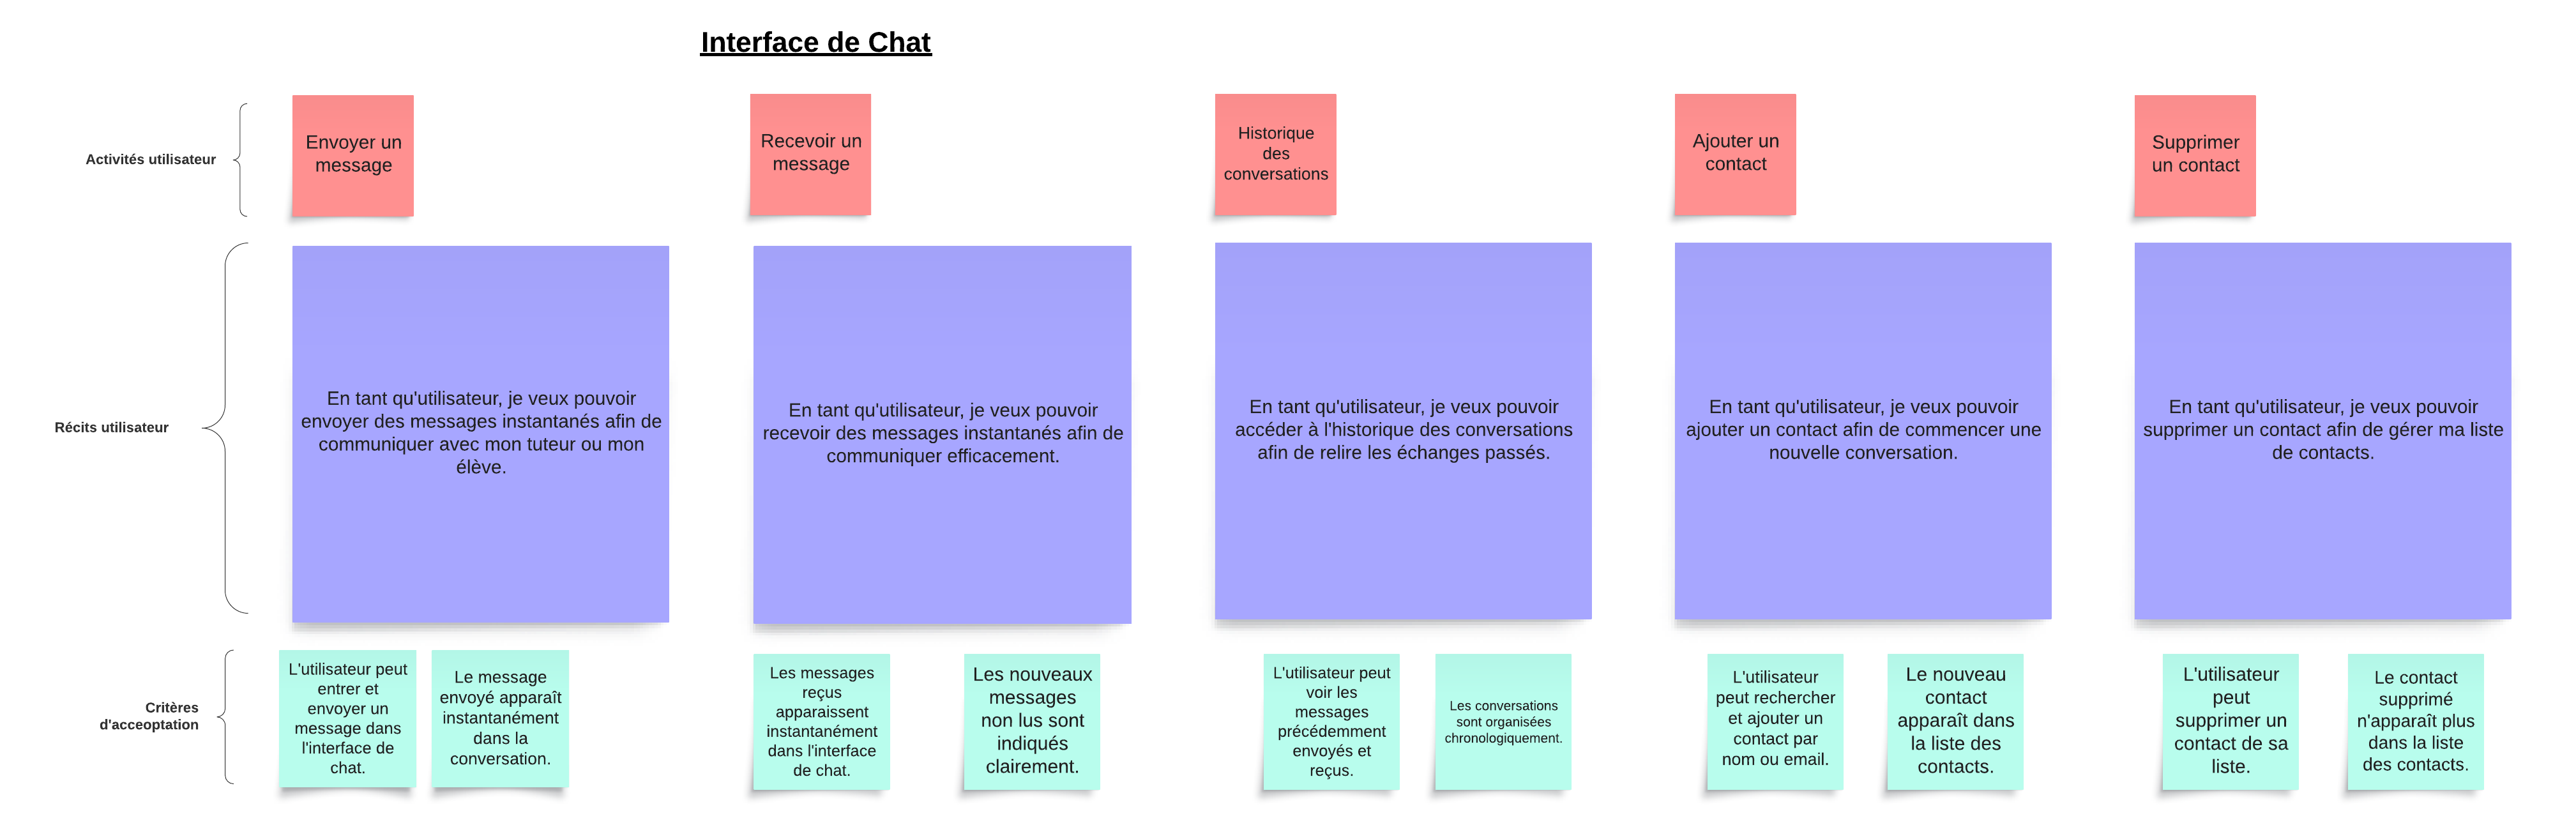 Interface de Chat
Activités utilisateur
Envoyer un
message
Recevoir un
message
Historique
des
conversations
Ajouter un
contact
Supprimer
un contact
Récits utilisateur
En tant qu'utilisateur, je veux pouvoir
envoyer des messages instantanés afin de
communiquer avec mon tuteur ou mon
élève.
En tant qu'utilisateur, je veux pouvoir
recevoir des messages instantanés afin de
communiquer efficacement.
En tant qu'utilisateur, je veux pouvoir
accéder à l'historique des conversations
afin de relire les échanges passés.
En tant qu'utilisateur, je veux pouvoir
ajouter un contact afin de commencer une
nouvelle conversation.
En tant qu'utilisateur, je veux pouvoir
supprimer un contact afin de gérer ma liste
de contacts.
Critères
d'acceoptation
L'utilisateur peut
entrer et
envoyer un
message dans
l'interface de
chat.
Le message
envoyé apparaît
instantanément
dans la
conversation.
Les messages
reçus
apparaissent
instantanément
dans l'interface
de chat.
Les nouveaux
messages
non lus sont
indiqués
clairement.
L'utilisateur peut
voir les
messages
précédemment
envoyés et
reçus.
Les conversations
sont organisées
chronologiquement.
L'utilisateur
peut rechercher
et ajouter un
contact par
nom ou email.
Le nouveau
contact
apparaît dans
la liste des
contacts.
L'utilisateur
peut
supprimer un
contact de sa
liste.
Le contact
supprimé
n'apparaît plus
dans la liste
des contacts.